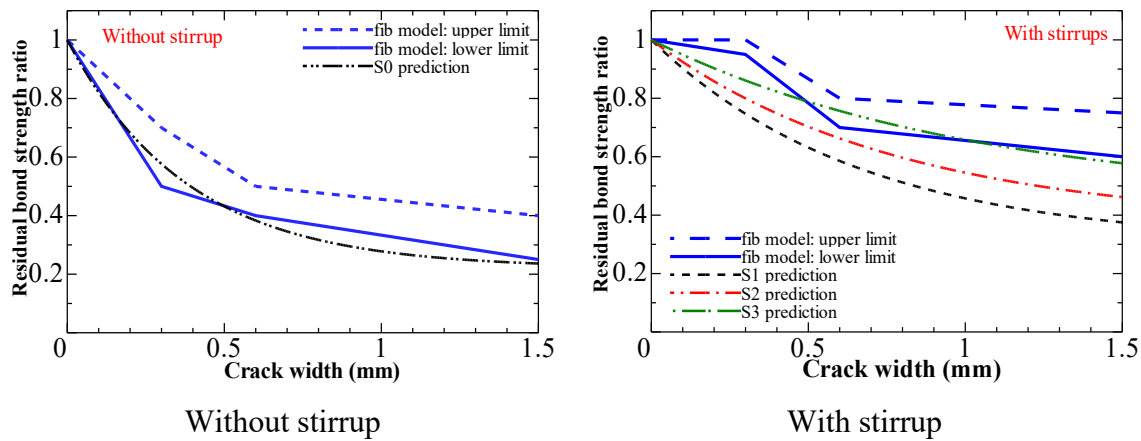 Without stirrup
fib model: upper limit
fib model: lower limit
S0 prediction
Residual bond strength ratio
1
0.8
0.6
0.4
0.2
0
0.5
1
1.5
Crack width (mm)
Without stirrup
With stirrups
Residual bond strength ratio
1
0.8
0.6
0.4
0.2
fib model: upper limit
fib model: lower limit
S1 prediction
S2 prediction
S3 prediction
0
0.5
1
1.5
Crack width (mm)
With stirrup